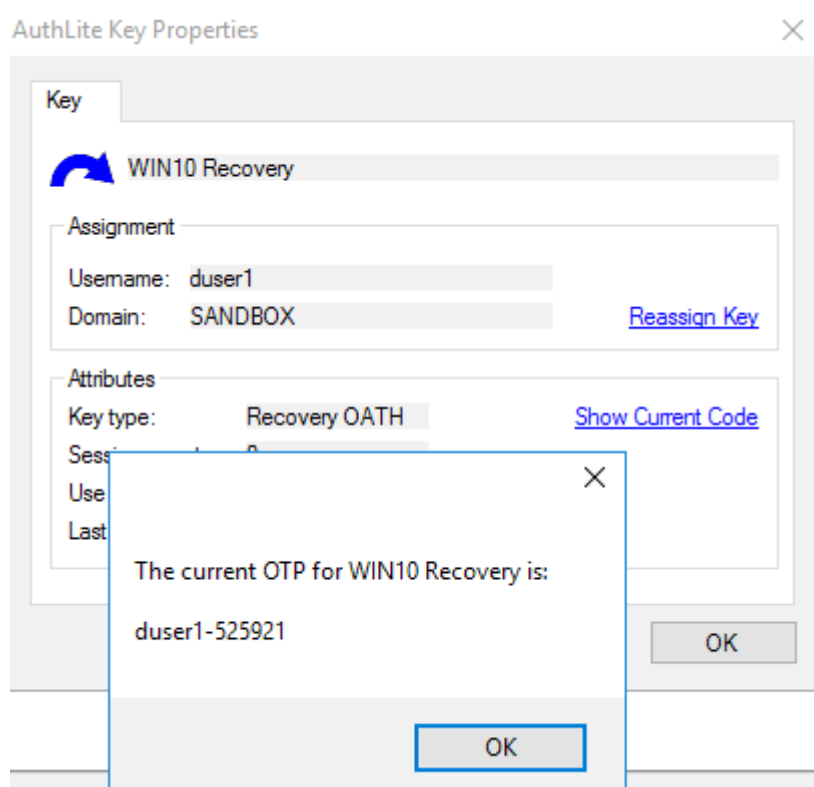 AuthLite Key Properties
Key
WIN10 Recovery
Assignment
Username: duser1
Domain: SANDBOX Reassign Key
Attributes
Key type: Recovery OATH Show Current Code
Use
Last
The current OTP for WIN10 Recovery is:
duser1-525921
OK
OK